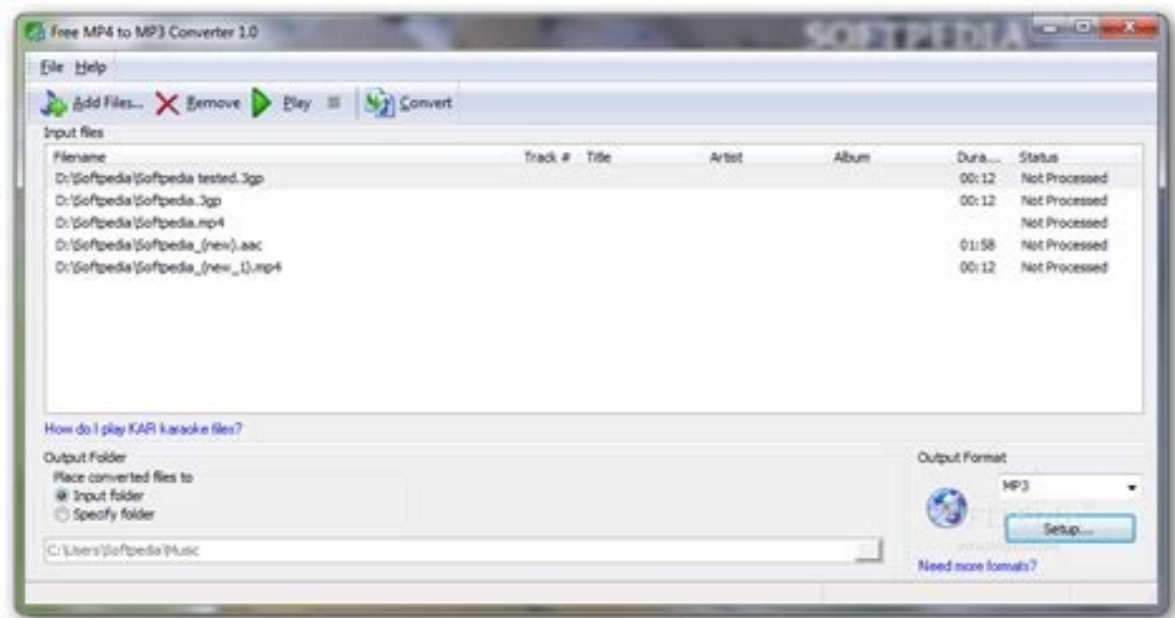 Free MP4 to MP3 Converter 1.0
SOFTPEDIA
File Help
Add Files... Remove Play Convert
Input files
Filename Track # Title Artist Album Dura... Status
D:\Softpedia\Softpedia tested.3gp 00:12 Not Processed
D:\Softpedia\Softpedia.3gp 00:12 Not Processed
D:\Softpedia\Softpedia.mp4 Not Processed
D:\Softpedia\Softpedia_(new).aac 01:58 Not Processed
D:\Softpedia\Softpedia_(new_1).mp4 00:12 Not Processed
How do I play KAR karaoke files?
Output Folder
Place converted files to
Input folder
Specify folder
C:\Users\Softpedia\Music
Output Format
MP3
Setup...
Need more formats?